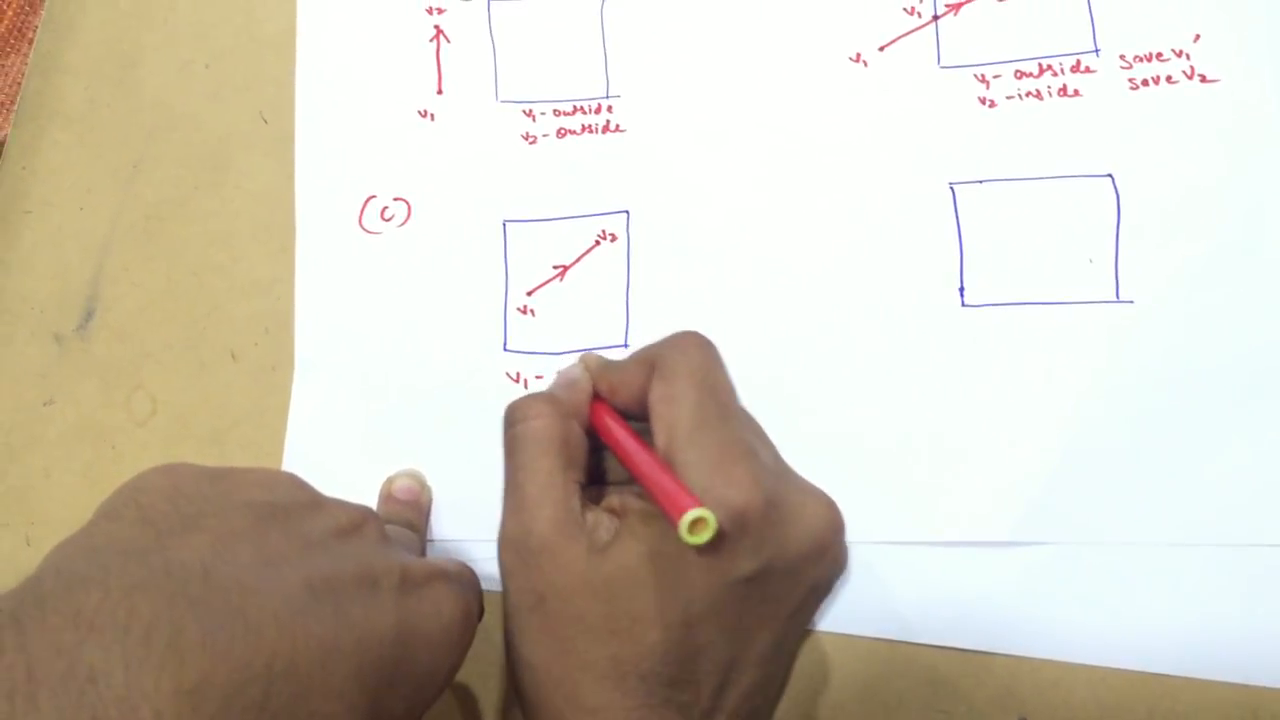 v2
v1
v1 - outside
v2 - outside
v1'
v1
v1 - outside save v1'
v2 - inside save v2
(c)
v2
v1
v1 -